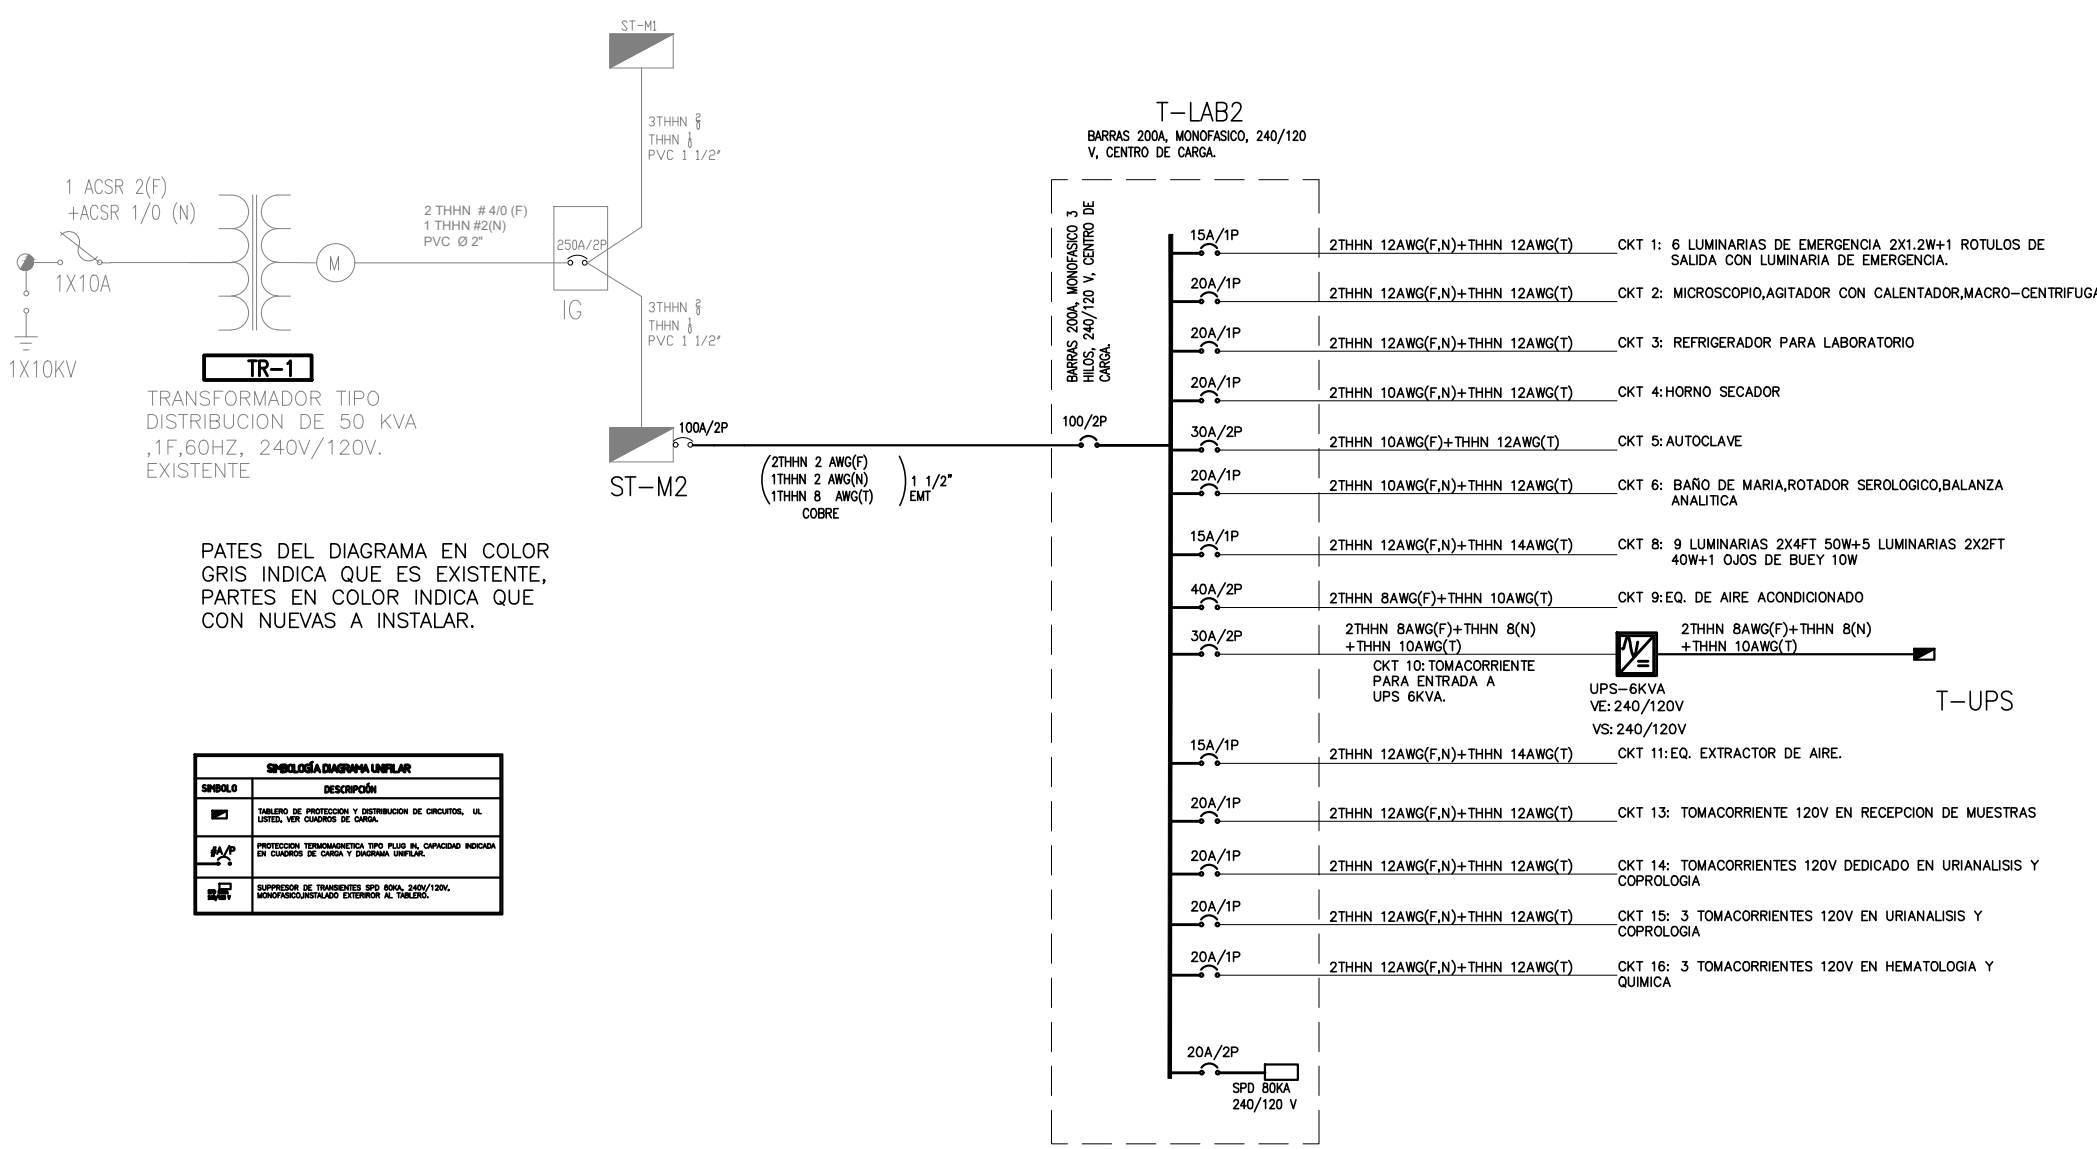 ST-M1
3THHN 2/0
THHN 1/0
PVC 1 1/2"
1 ACSR 2(F)
+ACSR 1/0 (N)
1X10A
1X10KV
M
2 THHN # 4/0 (F)
1 THHN #2(N)
PVC Ø 2"
250A/2P
IG
3THHN 2/0
THHN 1/0
PVC 1 1/2"
TR-1
TRANSFORMADOR TIPO
DISTRIBUCION DE 50 KVA
,1F,60HZ, 240V/120V.
EXISTENTE
100A/2P
ST-M2
2THHN 2 AWG(F)
1THHN 2 AWG(N)
1THHN 8 AWG(T)
COBRE
1 1/2"
EMT
PATES DEL DIAGRAMA EN COLOR
GRIS INDICA QUE ES EXISTENTE,
PARTES EN COLOR INDICA QUE
CON NUEVAS A INSTALAR.
SIMBOLOGÍA DIAGRAMA UNIFILAR
SIMBOLO DESCRIPCIÓN
TABLERO DE PROTECCION Y DISTRIBUCION DE CIRCUITOS, UL
LISTED, VER CUADROS DE CARGA.
#A/P
PROTECCION TERMOMAGNETICA TIPO PLUG IN, CAPACIDAD INDICADA
EN CUADROS DE CARGA Y DIAGRAMA UNIFILAR.
SUPPRESOR DE TRANSIENTES SPD 80KA, 240V/120V,
MONOFASICO,INSTALADO EXTERIROR AL TABLERO.
T-LAB2
BARRAS 200A, MONOFASICO, 240/120
V, CENTRO DE CARGA.
BARRAS 200A, MONOFASICO 3
HILOS, 240/120 V, CENTRO DE
CARGA.
100/2P
15A/1P 2THHN 12AWG(F,N)+THHN 12AWG(T) CKT 1: 6 LUMINARIAS DE EMERGENCIA 2X1.2W+1 ROTULOS DE
SALIDA CON LUMINARIA DE EMERGENCIA.
20A/1P 2THHN 12AWG(F,N)+THHN 12AWG(T) CKT 2: MICROSCOPIO,AGITADOR CON CALENTADOR,MACRO-CENTRIFUGA
20A/1P 2THHN 12AWG(F,N)+THHN 12AWG(T) CKT 3: REFRIGERADOR PARA LABORATORIO
20A/1P 2THHN 10AWG(F,N)+THHN 12AWG(T) CKT 4:HORNO SECADOR
30A/2P 2THHN 10AWG(F)+THHN 12AWG(T) CKT 5:AUTOCLAVE
20A/1P 2THHN 10AWG(F,N)+THHN 12AWG(T) CKT 6: BAÑO DE MARIA,ROTADOR SEROLOGICO,BALANZA
ANALITICA
15A/1P 2THHN 12AWG(F,N)+THHN 14AWG(T) CKT 8: 9 LUMINARIAS 2X4FT 50W+5 LUMINARIAS 2X2FT
40W+1 OJOS DE BUEY 10W
40A/2P 2THHN 8AWG(F)+THHN 10AWG(T) CKT 9:EQ. DE AIRE ACONDICIONADO
30A/2P 2THHN 8AWG(F)+THHN 8(N)
+THHN 10AWG(T)
CKT 10:TOMACORRIENTE
PARA ENTRADA A
UPS 6KVA.
UPS-6KVA
VE:240/120V
VS:240/120V
2THHN 8AWG(F)+THHN 8(N)
+THHN 10AWG(T)
T-UPS
15A/1P 2THHN 12AWG(F,N)+THHN 14AWG(T) CKT 11:EQ. EXTRACTOR DE AIRE.
20A/1P 2THHN 12AWG(F,N)+THHN 12AWG(T) CKT 13: TOMACORRIENTE 120V EN RECEPCION DE MUESTRAS
20A/1P 2THHN 12AWG(F,N)+THHN 12AWG(T) CKT 14: TOMACORRIENTES 120V DEDICADO EN URIANALISIS Y
COPROLOGIA
20A/1P 2THHN 12AWG(F,N)+THHN 12AWG(T) CKT 15: 3 TOMACORRIENTES 120V EN URIANALISIS Y
COPROLOGIA
20A/1P 2THHN 12AWG(F,N)+THHN 12AWG(T) CKT 16: 3 TOMACORRIENTES 120V EN HEMATOLOGIA Y
QUIMICA
20A/2P
SPD 80KA
240/120 V